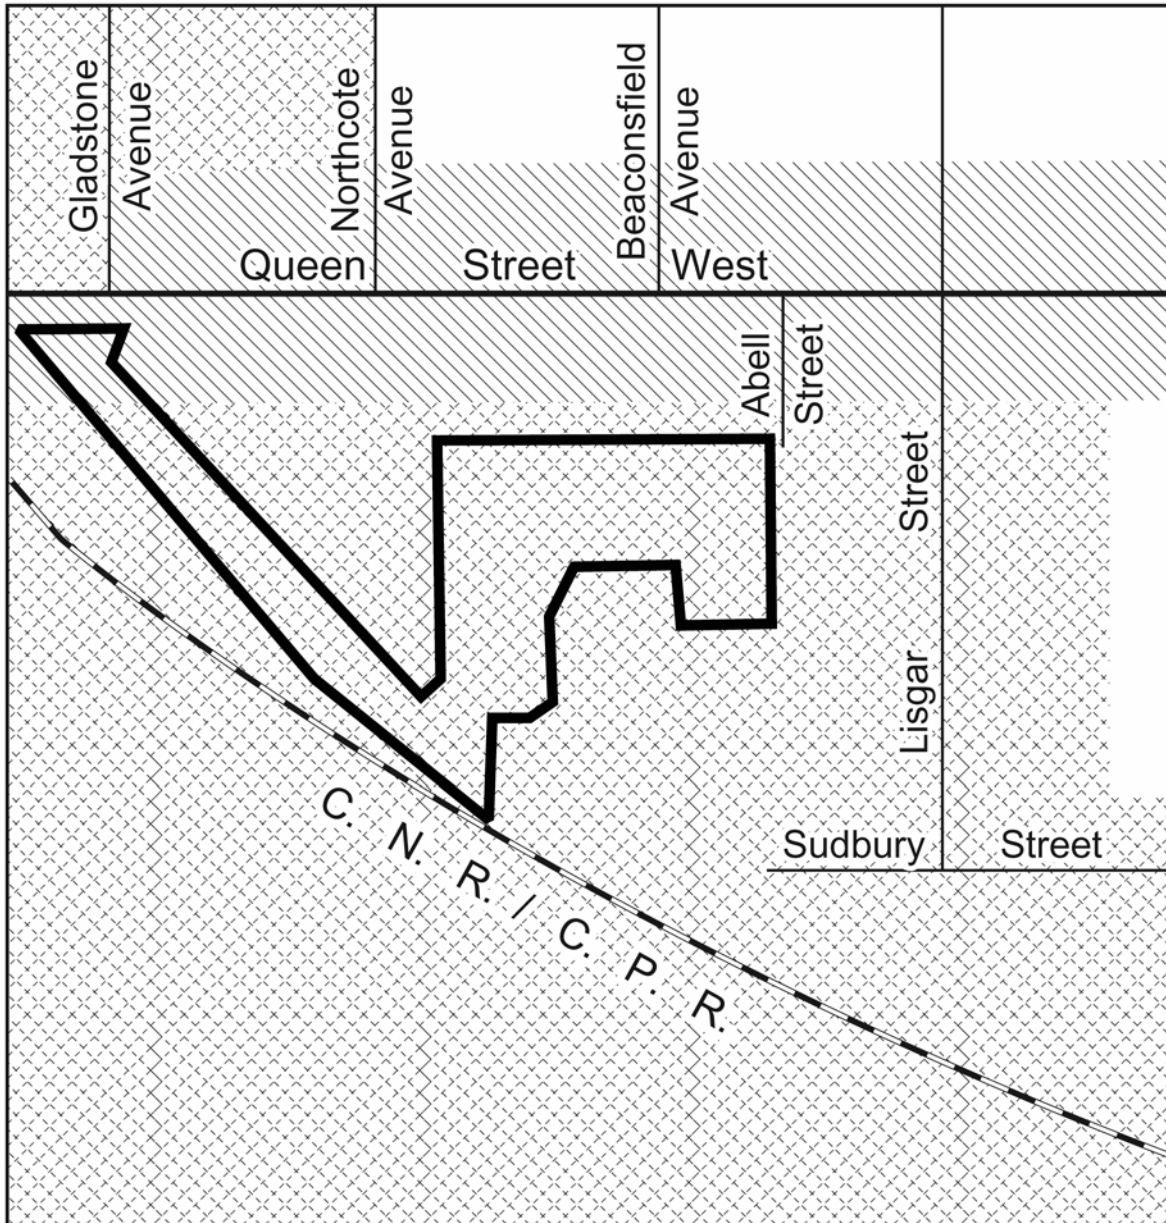 Gladstone
Avenue
Northcote
Avenue
Beaconsfield
Avenue
Queen Street West
Abell
Street
Lisgar Street
Sudbury Street
C. N. R. / C. P. R.